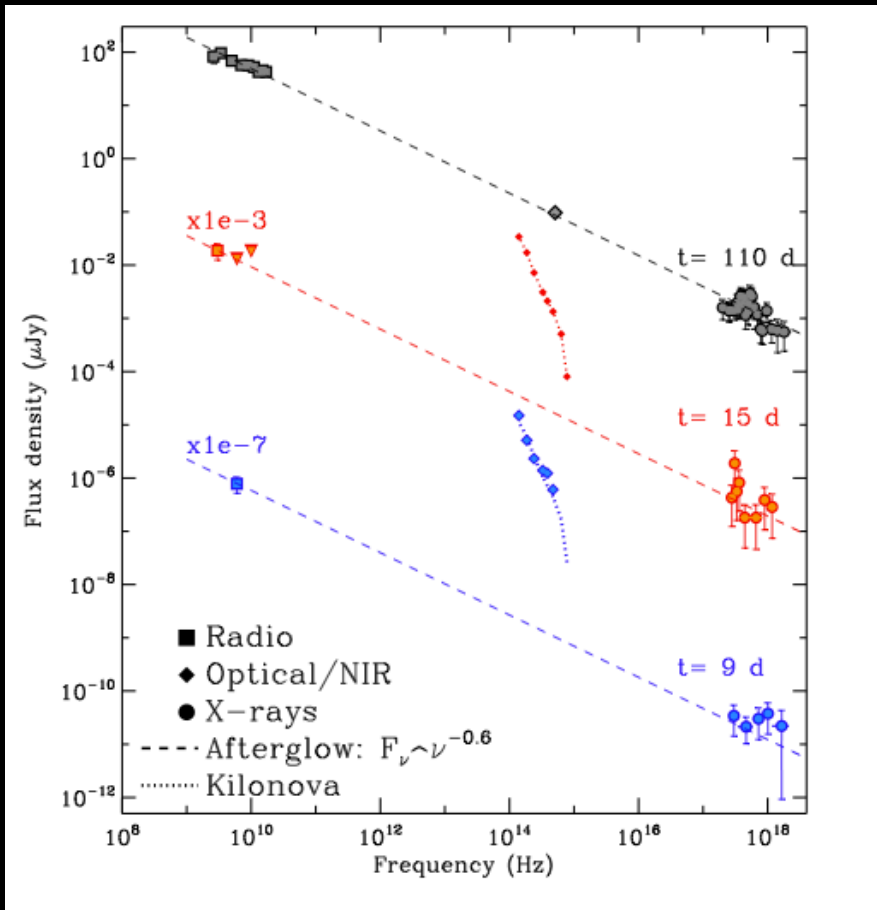 10²
10⁰
10⁻²
10⁻⁴
10⁻⁶
10⁻⁸
10⁻¹⁰
10⁻¹²
Flux density (μJy)
x1e−3
t= 110 d
t= 15 d
x1e−7
t= 9 d
Radio
Optical/NIR
X−rays
Afterglow: Fν~ν⁻⁰·⁶
Kilonova
10⁸
10¹⁰
10¹²
10¹⁴
10¹⁶
10¹⁸
Frequency (Hz)